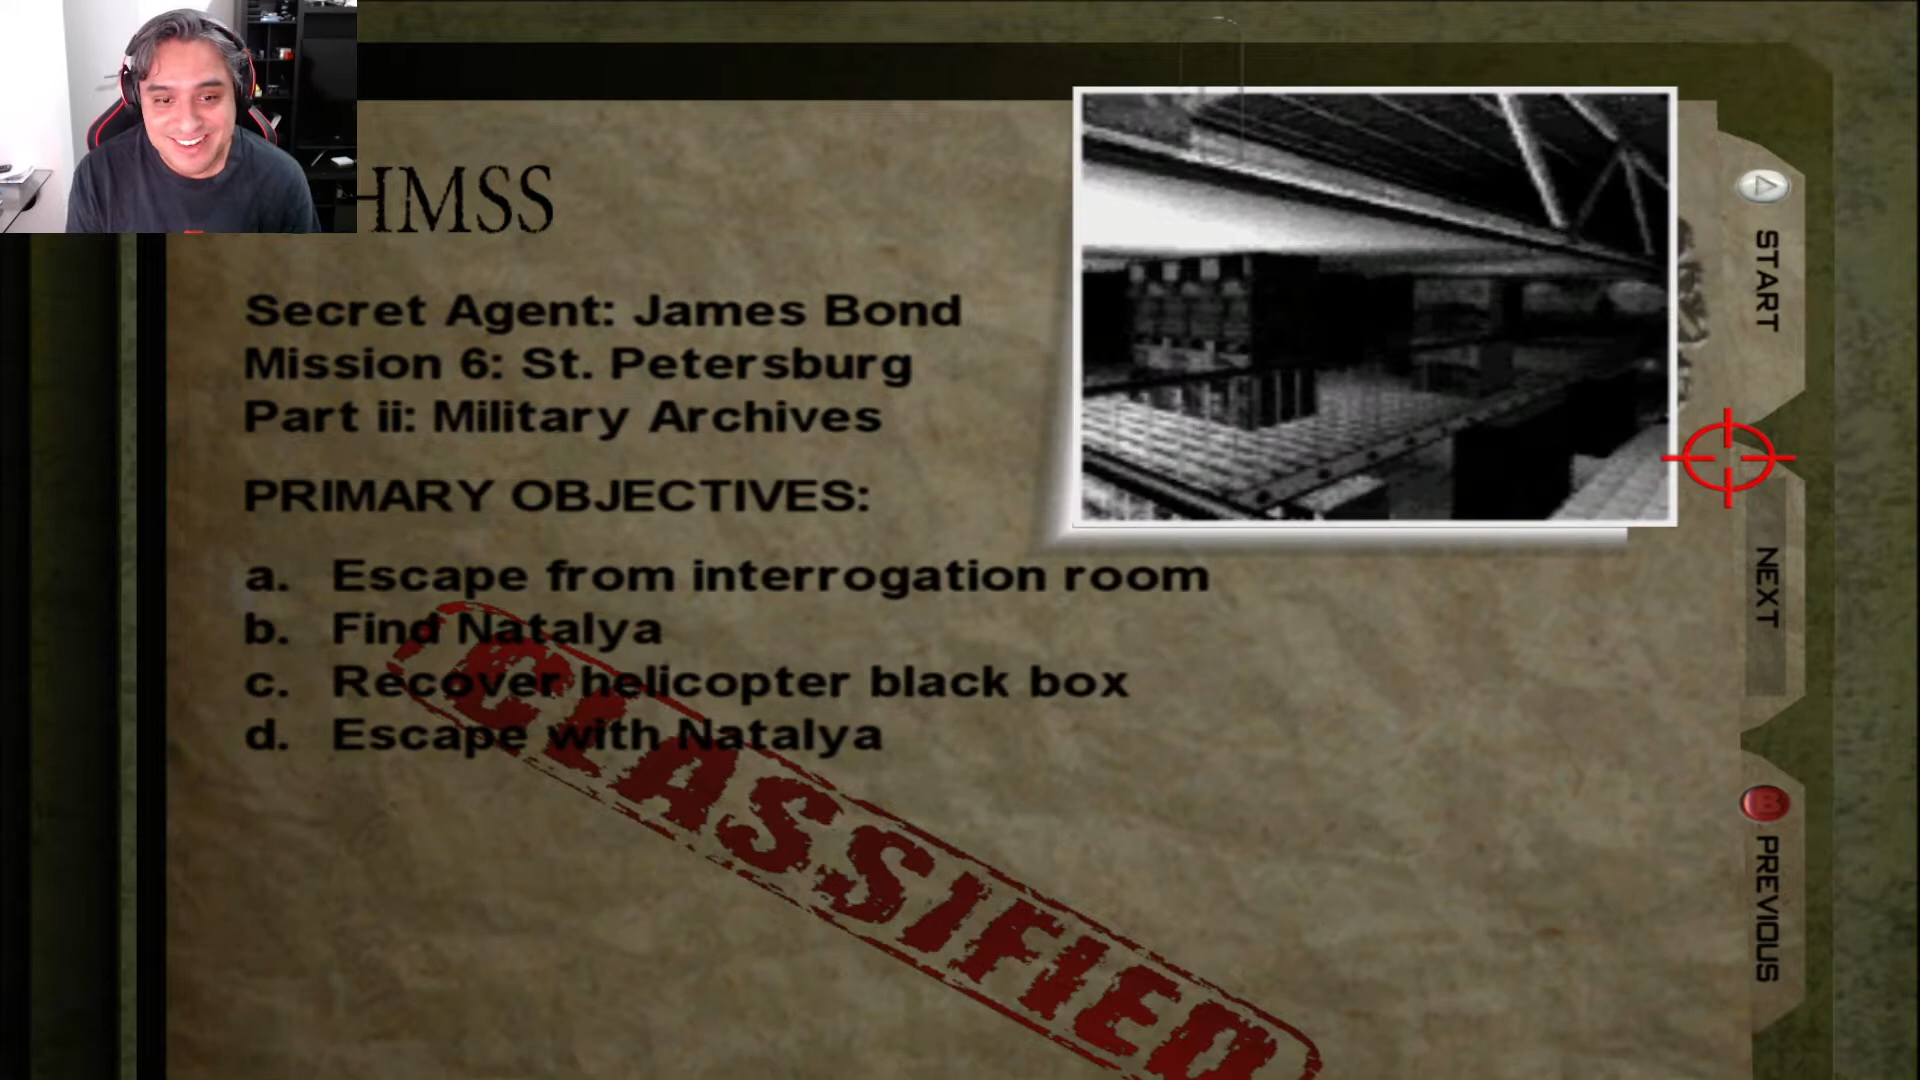 HMSS
Secret Agent: James Bond
Mission 6: St. Petersburg
Part ii: Military Archives
PRIMARY OBJECTIVES:
a. Escape from interrogation room
b. Find Natalya
c. Recover helicopter black box
d. Escape with Natalya
CLASSIFIED
START
NEXT
B
PREVIOUS